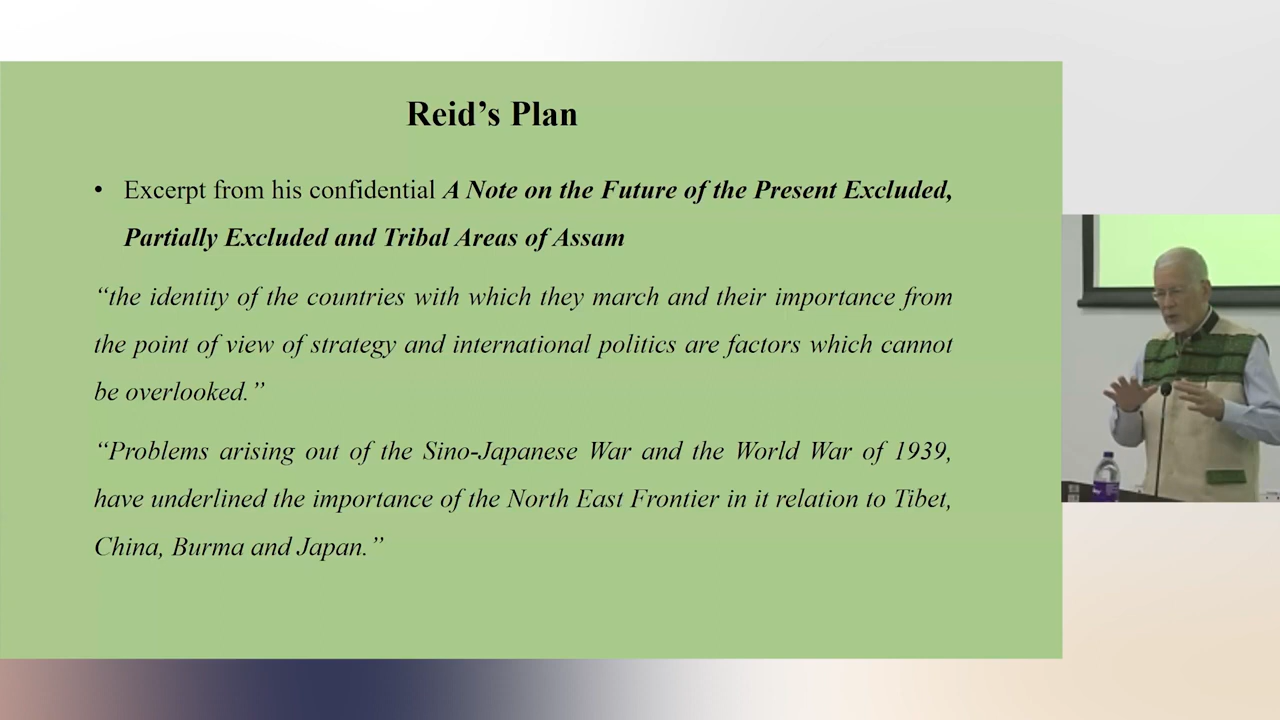 Reid’s Plan
• Excerpt from his confidential A Note on the Future of the Present Excluded,
Partially Excluded and Tribal Areas of Assam
“the identity of the countries with which they march and their importance from
the point of view of strategy and international politics are factors which cannot
be overlooked.”
“Problems arising out of the Sino-Japanese War and the World War of 1939,
have underlined the importance of the North East Frontier in it relation to Tibet,
China, Burma and Japan.”